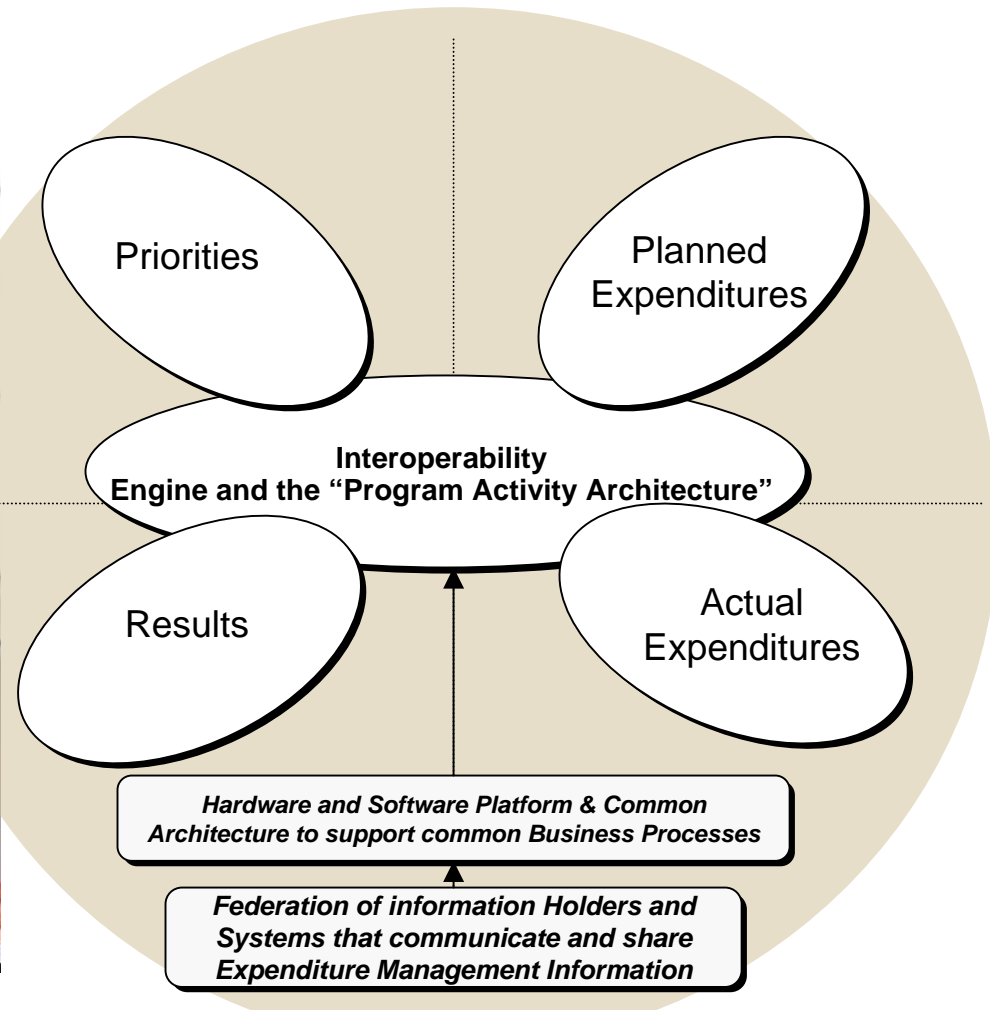 Priorities
Planned
Expenditures
Interoperability
Engine and the “Program Activity Architecture”
Results
Actual
Expenditures
Hardware and Software Platform & Common
Architecture to support common Business Processes
Federation of information Holders and
Systems that communicate and share
Expenditure Management Information